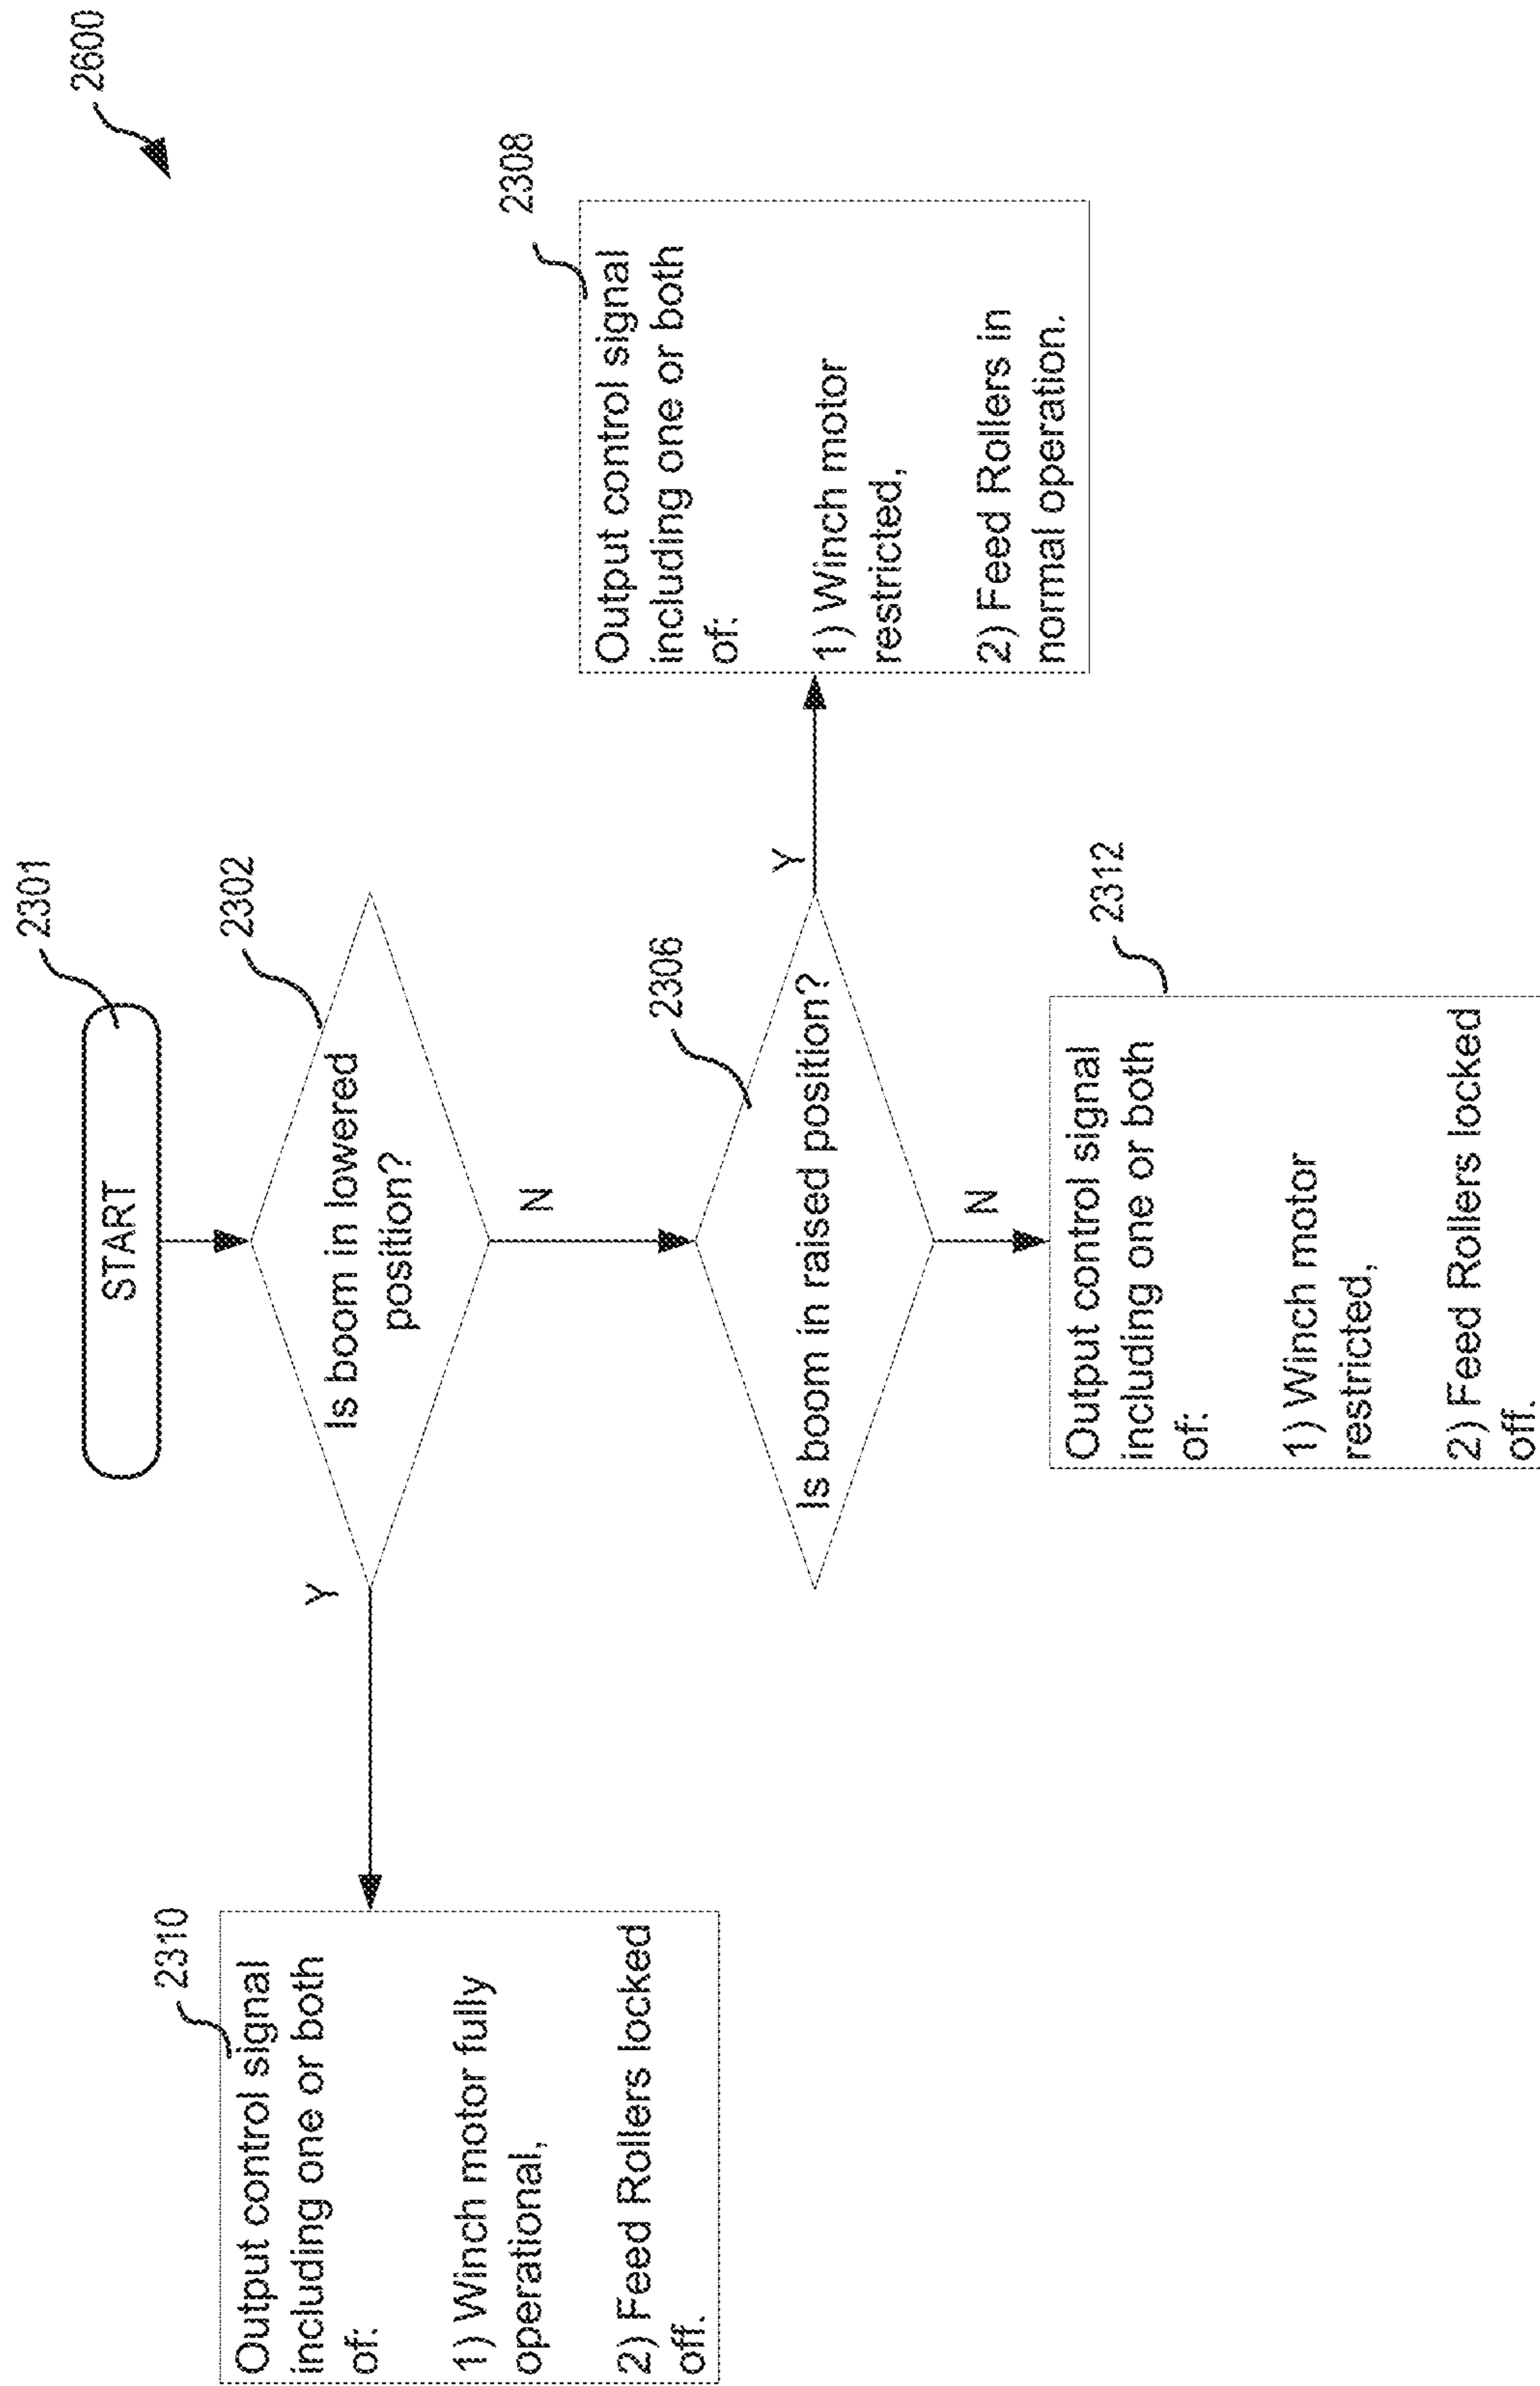 2600
2301
START
2302
Is boom in lowered
position?
Y
N
2310
Output control signal
including one or both
of:
1) Winch motor fully
operational,
2) Feed Rollers locked
off.
2306
Is boom in raised position?
Y
N
2308
Output control signal
including one or both
of:
1) Winch motor
restricted,
2) Feed Rollers in
normal operation.
2312
Output control signal
including one or both
of:
1) Winch motor
restricted,
2) Feed Rollers locked
off.